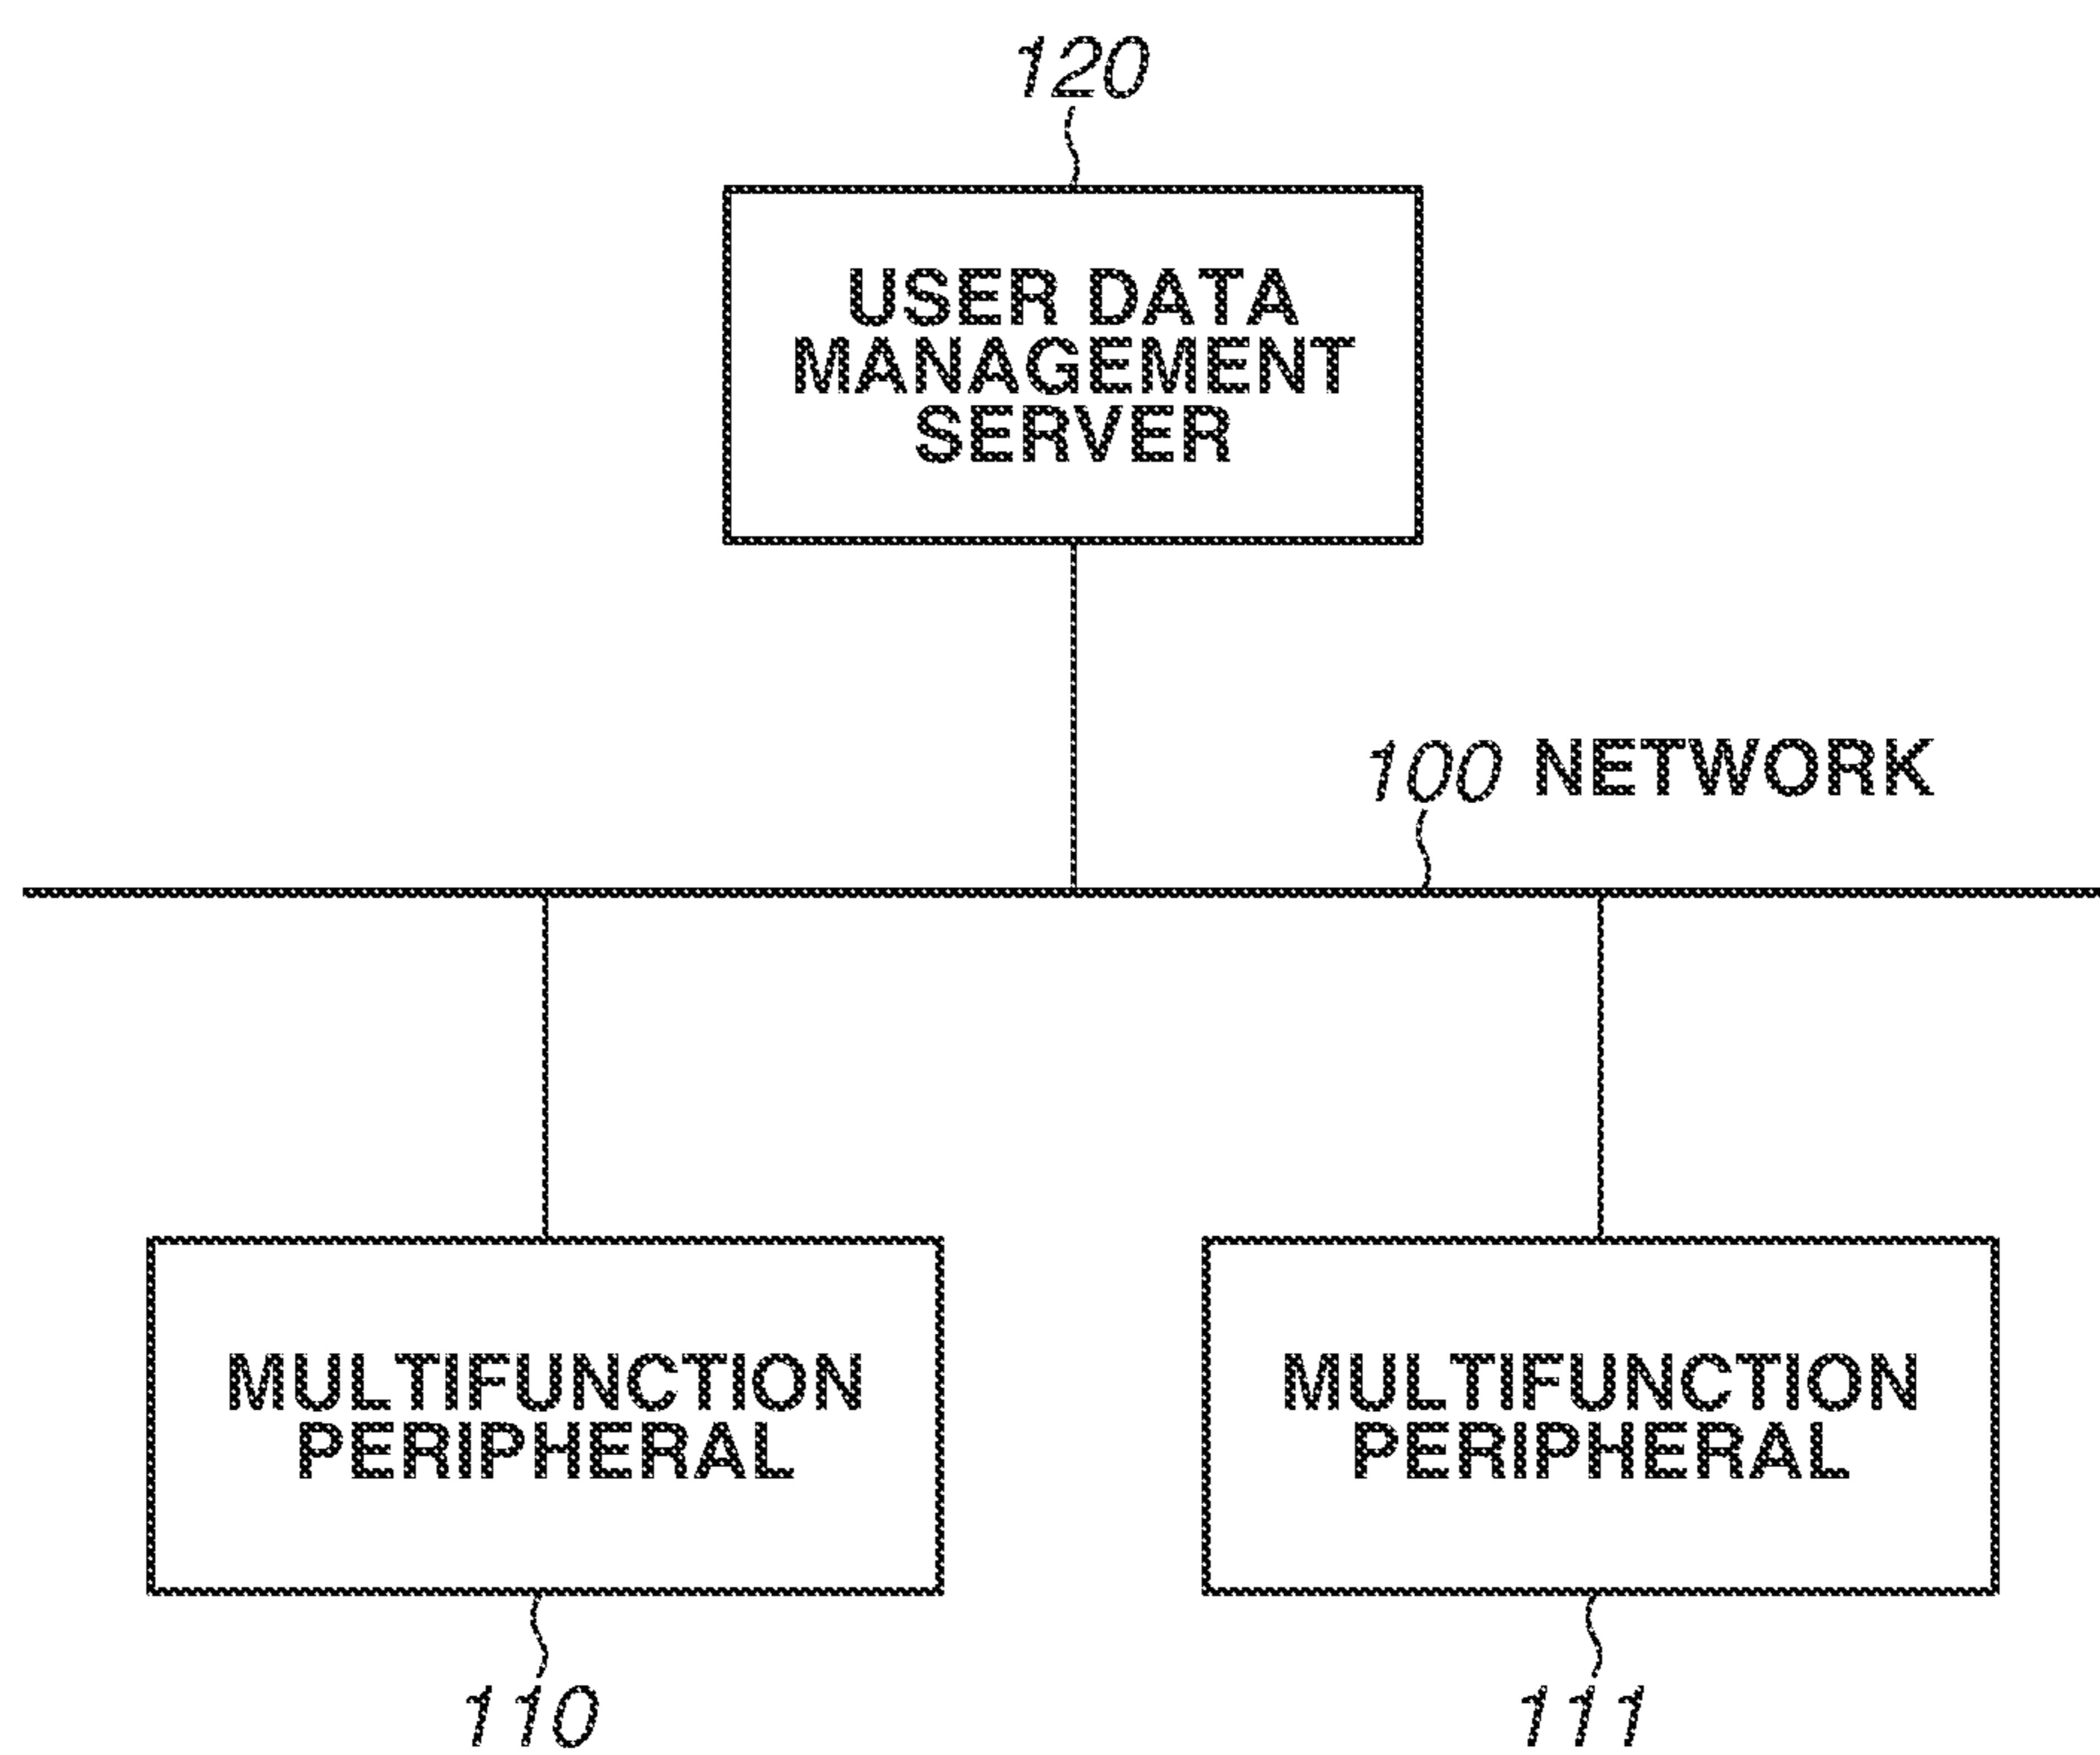 120
USER DATA
MANAGEMENT
SERVER
100 NETWORK
MULTIFUNCTION
PERIPHERAL
MULTIFUNCTION
PERIPHERAL
110
111